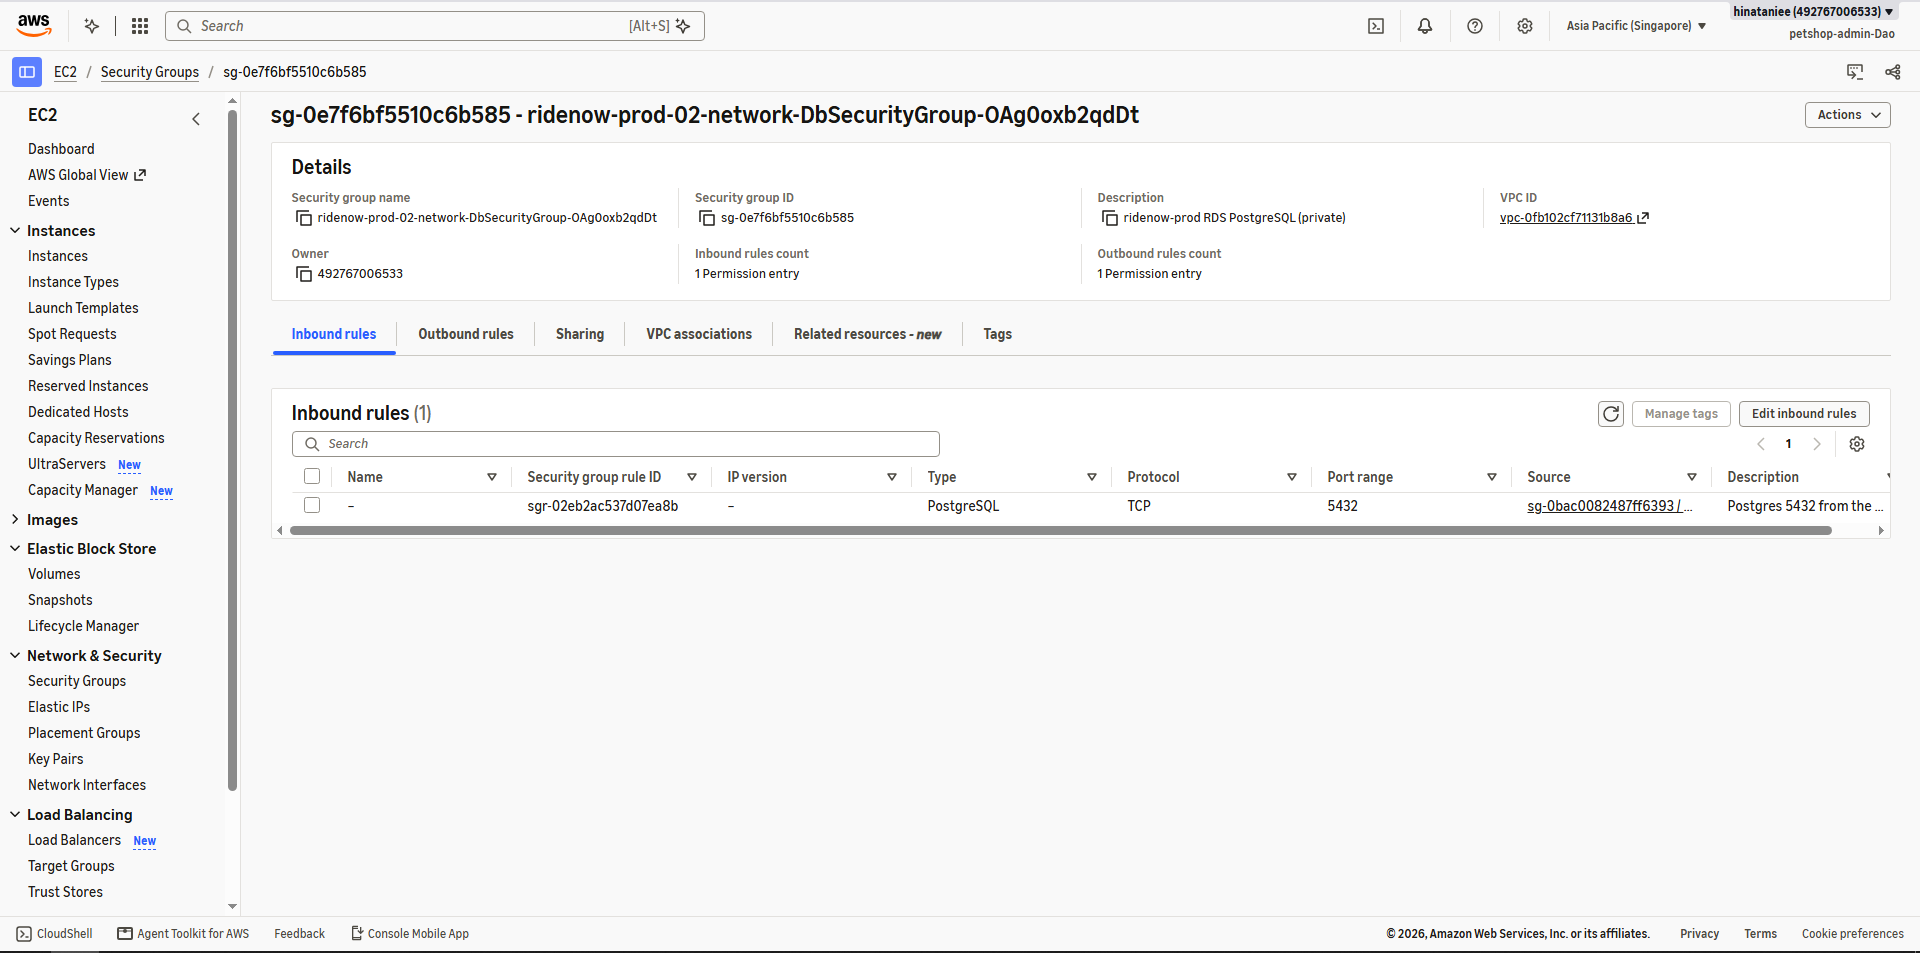 aws
Search
[Alt+S]
Asia Pacific (Singapore)
hinataniee (492767006533)
petshop-admin-Dao
EC2 / Security Groups / sg-0e7f6bf5510c6b585
EC2
Dashboard
AWS Global View
Events
Instances
Instances
Instance Types
Launch Templates
Spot Requests
Savings Plans
Reserved Instances
Dedicated Hosts
Capacity Reservations
UltraServers New
Capacity Manager New
Images
Elastic Block Store
Volumes
Snapshots
Lifecycle Manager
Network & Security
Security Groups
Elastic IPs
Placement Groups
Key Pairs
Network Interfaces
Load Balancing
Load Balancers New
Target Groups
Trust Stores
sg-0e7f6bf5510c6b585 - ridenow-prod-02-network-DbSecurityGroup-OAg0oxb2qdDt
Actions
Details
Security group name
ridenow-prod-02-network-DbSecurityGroup-OAg0oxb2qdDt
Security group ID
sg-0e7f6bf5510c6b585
Description
ridenow-prod RDS PostgreSQL (private)
VPC ID
vpc-0fb102cf71131b8a6
Owner
492767006533
Inbound rules count
1 Permission entry
Outbound rules count
1 Permission entry
Inbound rules
Outbound rules
Sharing
VPC associations
Related resources - new
Tags
Inbound rules (1)
Manage tags
Edit inbound rules
Search
1
Name Security group rule ID IP version Type Protocol Port range Source Description
– sgr-02eb2ac537d07ea8b – PostgreSQL TCP 5432 sg-0bac0082487ff6393 / ... Postgres 5432 from the ...
CloudShell
Agent Toolkit for AWS
Feedback
Console Mobile App
© 2026, Amazon Web Services, Inc. or its affiliates.
Privacy
Terms
Cookie preferences